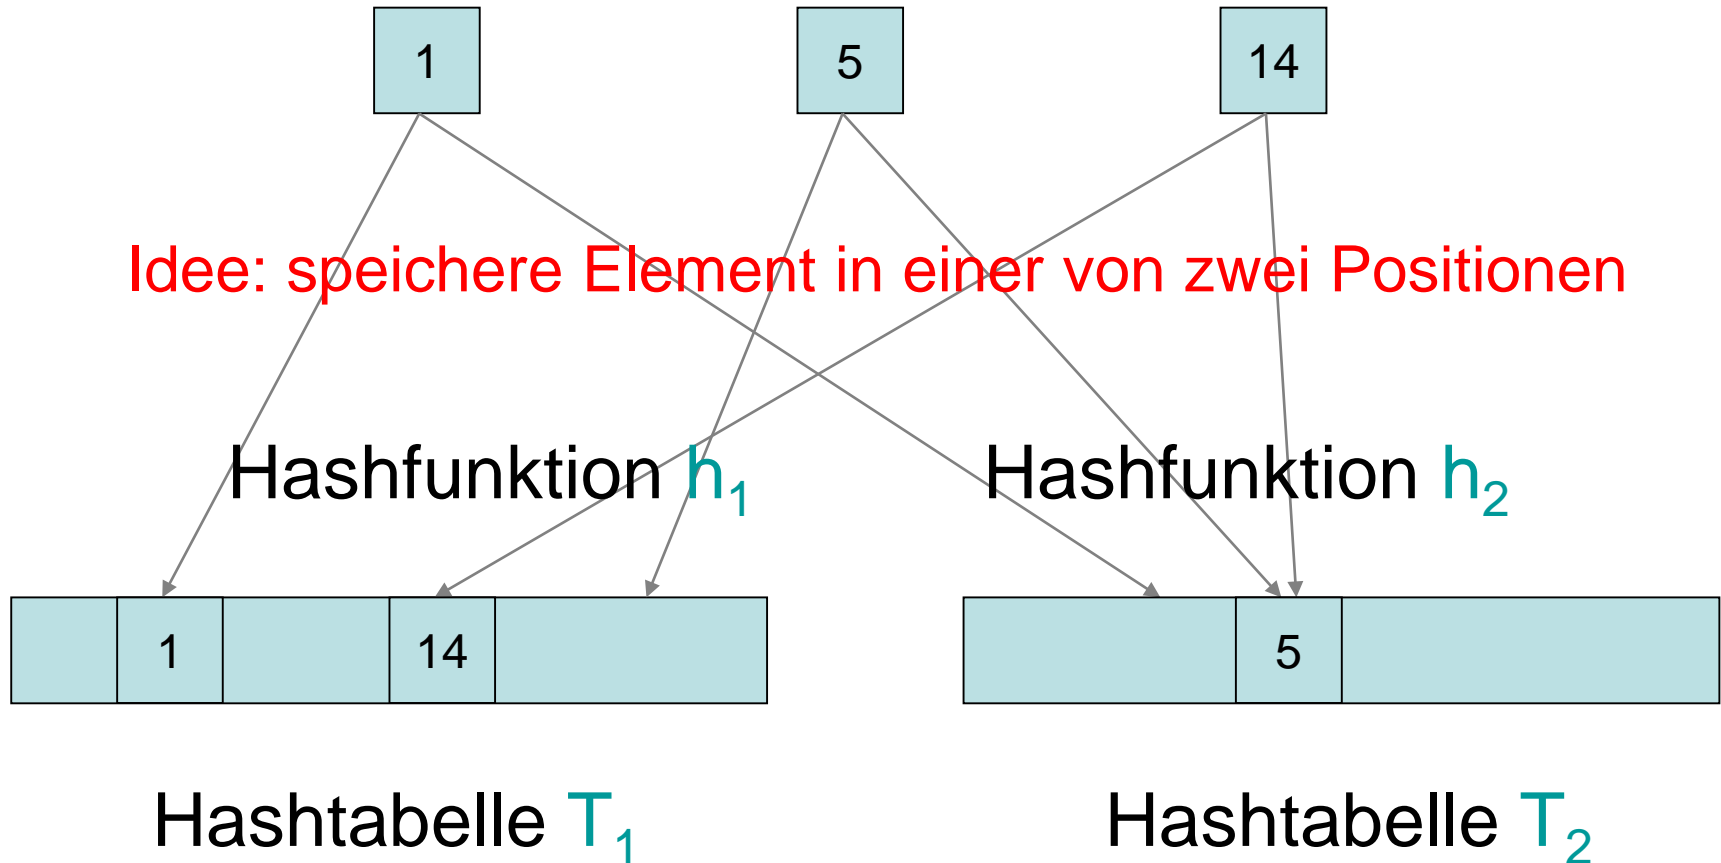 1 5 14
Idee: speichere Element in einer von zwei Positionen
Hashfunktion h₁ Hashfunktion h₂
1 14 5
Hashtabelle T₁ Hashtabelle T₂